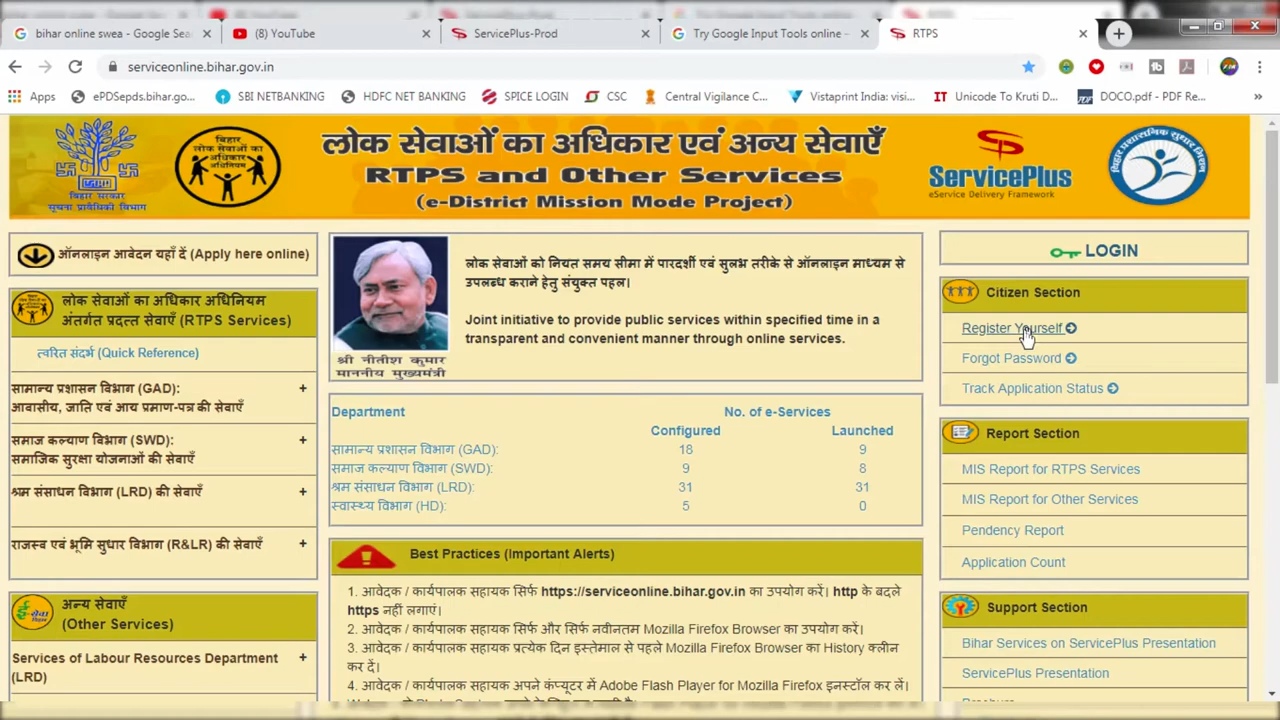 bihar online swea - Google Sea
(8) YouTube
ServicePlus-Prod
Try Google Input Tools online –
RTPS
serviceonline.bihar.gov.in
Apps
ePDSepds.bihar.go...
SBI NETBANKING
HDFC NET BANKING
SPICE LOGIN
CSC
Central Vigilance C...
Vistaprint India: visi...
Unicode To Kruti D...
DOCO.pdf - PDF Re...
बिहार सरकार
सूचना प्रावैधिकी विभाग
बिहार
लोक सेवाओं का
अधिकार
अधिनियम
लोक सेवाओं का अधिकार एवं अन्य सेवाएँ
RTPS and Other Services
(e-District Mission Mode Project)
ServicePlus
eService Delivery Framework
बिहार प्रशासनिक सुधार मिशन
ऑनलाइन आवेदन यहाँ दें (Apply here online)
लोक सेवाओं का अधिकार अधिनियम
अंतर्गत प्रदत्त सेवाएँ (RTPS Services)
त्वरित संदर्भ (Quick Reference)
सामान्य प्रशासन विभाग (GAD): +
आवासीय, जाति एवं आय प्रमाण-पत्र की सेवाएँ
समाज कल्याण विभाग (SWD): +
समाजिक सुरक्षा योजनाओं की सेवाएँ
श्रम संसाधन विभाग (LRD) की सेवाएँ +
राजस्व एवं भूमि सुधार विभाग (R&LR) की सेवाएँ +
अन्य सेवाएँ
(Other Services)
Services of Labour Resources Department +
(LRD)
श्री नीतीश कुमार
माननीय मुख्यमंत्री
लोक सेवाओं को नियत समय सीमा में पारदर्शी एवं सुलभ तरीके से ऑनलाइन माध्यम से
उपलब्ध कराने हेतु संयुक्त पहल।
Joint initiative to provide public services within specified time in a
transparent and convenient manner through online services.
Department No. of e-Services
Configured Launched
सामान्य प्रशासन विभाग (GAD): 18 9
समाज कल्याण विभाग (SWD): 9 8
श्रम संसाधन विभाग (LRD): 31 31
स्वास्थ्य विभाग (HD): 5 0
Best Practices (Important Alerts)
1. आवेदक / कार्यपालक सहायक सिर्फ https://serviceonline.bihar.gov.in का उपयोग करें। http के बदले
https नहीं लगाएं।
2. आवेदक / कार्यपालक सहायक सिर्फ और सिर्फ नवीनतम Mozilla Firefox Browser का उपयोग करें।
3. आवेदक / कार्यपालक सहायक प्रत्येक दिन इस्तेमाल से पहले Mozilla Firefox Browser का History क्लीन
कर दें।
4. आवेदक / कार्यपालक सहायक अपने कंप्यूटर में Adobe Flash Player for Mozilla Firefox इनस्टॉल कर लें।
LOGIN
Citizen Section
Register Yourself
Forgot Password
Track Application Status
Report Section
MIS Report for RTPS Services
MIS Report for Other Services
Pendency Report
Application Count
Support Section
Bihar Services on ServicePlus Presentation
ServicePlus Presentation